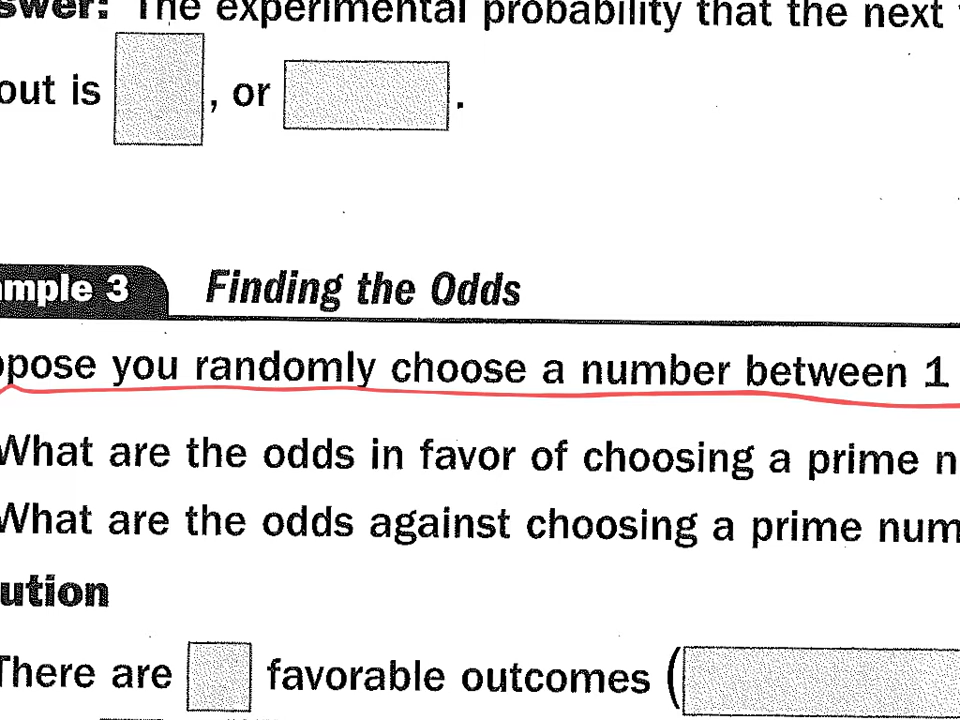 swer: The experimental probability that the next
out is , or .
mple 3 Finding the Odds
ppose you randomly choose a number between 1
What are the odds in favor of choosing a prime n
What are the odds against choosing a prime num
ution
There are favorable outcomes (